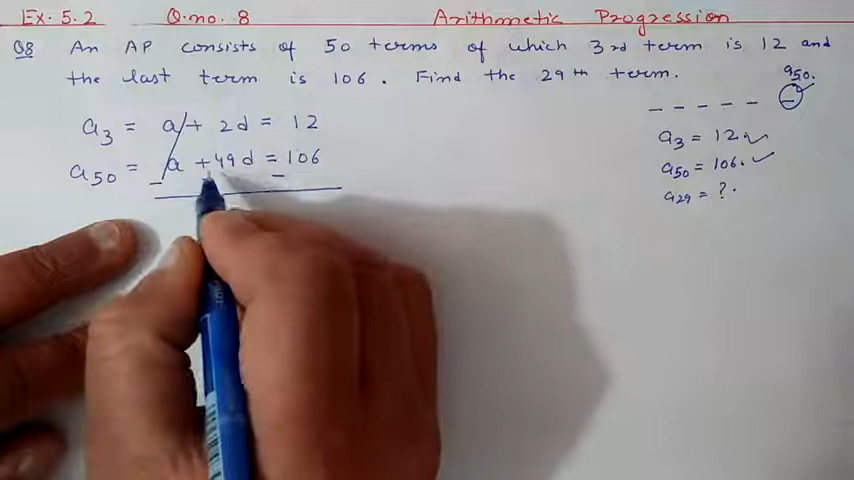 Ex. 5.2 Q.no. 8 Arithmetic Progression
Q8 An AP consists of 50 terms of which 3rd term is 12 and
the last term is 106. Find the 29th term.
a50.
_ _ _ _ _ _
a3 = a + 2d = 12
a3 = 12
a50 = a + 49d = 106
a50 = 106.
a29 = ?.